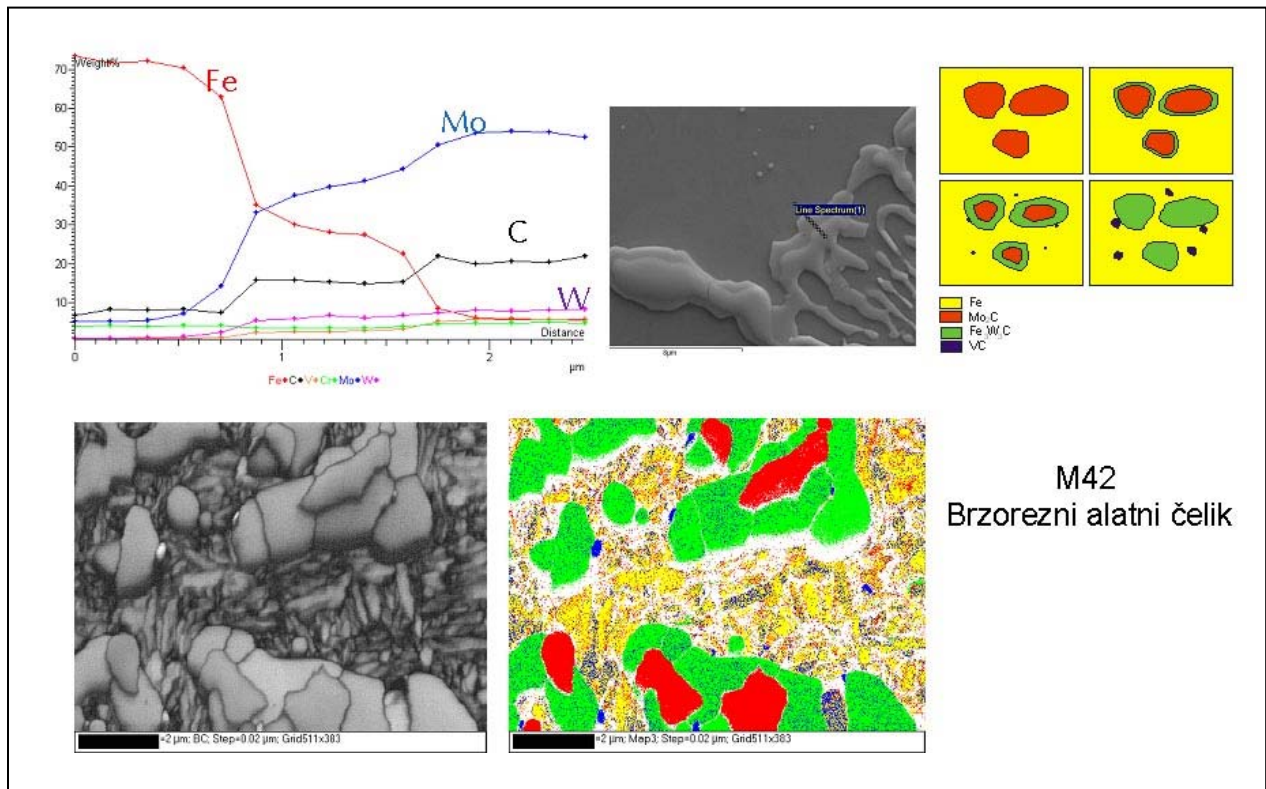 Weight%
70
60
50
40
30
20
10
Fe
Mo
C
W
Distance
0
1
2
µm
Fe C V Cr Mo W
Line Spectrum(1)
8µm
Fe
Mo2C
Fe3W3C
VC
=2 µm; BC; Step=0.02 µm; Grid511x383
=2 µm; Map3; Step=0.02 µm; Grid511x383
M42
Brzorezni alatni čelik